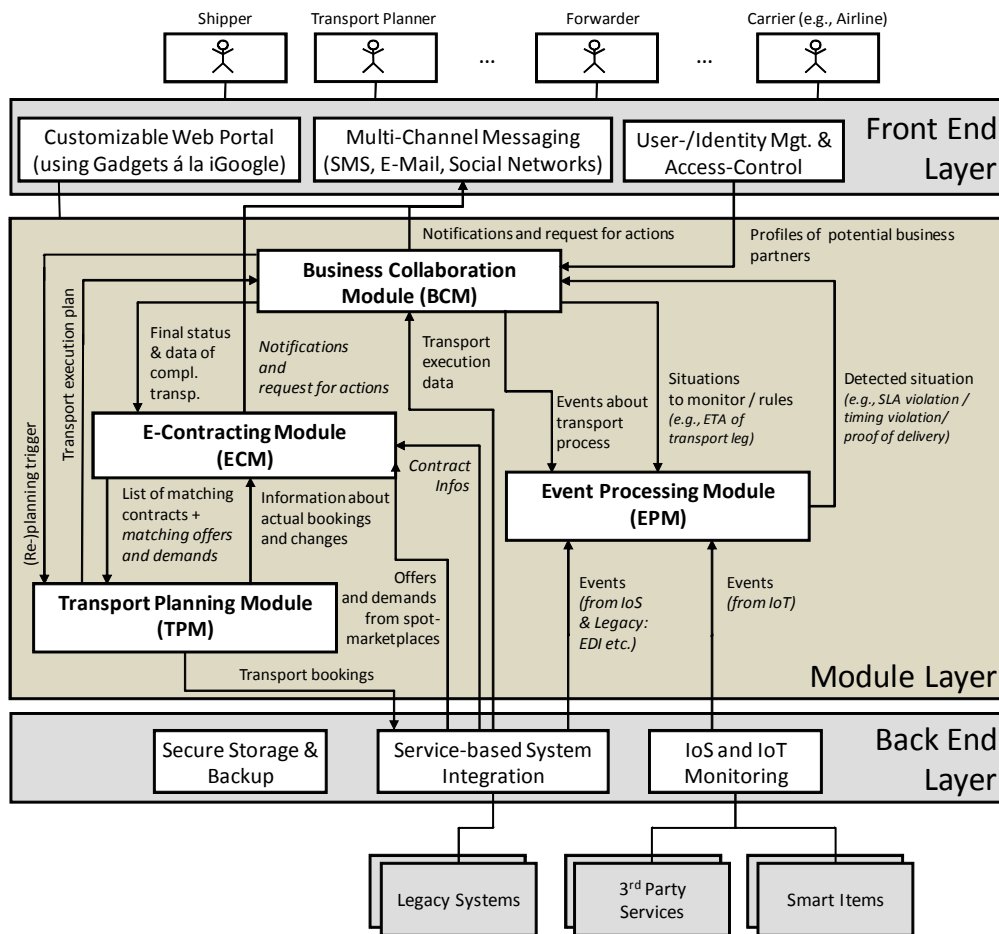 Shipper
Transport Planner
Forwarder
Carrier (e.g., Airline)
...
...
Customizable Web Portal
(using Gadgets á la iGoogle)
Multi-Channel Messaging
(SMS, E-Mail, Social Networks)
User-/Identity Mgt. &
Access-Control
Front End
Layer
Notifications and request for actions
Profiles of potential business
partners
Business Collaboration
Module (BCM)
(Re-)planning trigger
Transport execution plan
Final status
& data of
compl.
transp.
Notifications
and
request for actions
Transport
execution
data
Events about
transport
process
Situations
to monitor / rules
(e.g., ETA of
transport leg)
Detected situation
(e.g., SLA violation /
timing violation/
proof of delivery)
E-Contracting Module
(ECM)
Contract
Infos
Event Processing Module
(EPM)
List of matching
contracts +
matching offers
and demands
Information about
actual bookings
and changes
Offers
and demands
from spot-
marketplaces
Events
(from IoS
& Legacy:
EDI etc.)
Events
(from IoT)
Transport Planning Module
(TPM)
Transport bookings
Module Layer
Secure Storage &
Backup
Service-based System
Integration
IoS and IoT
Monitoring
Back End
Layer
Legacy Systems
3rd Party
Services
Smart Items